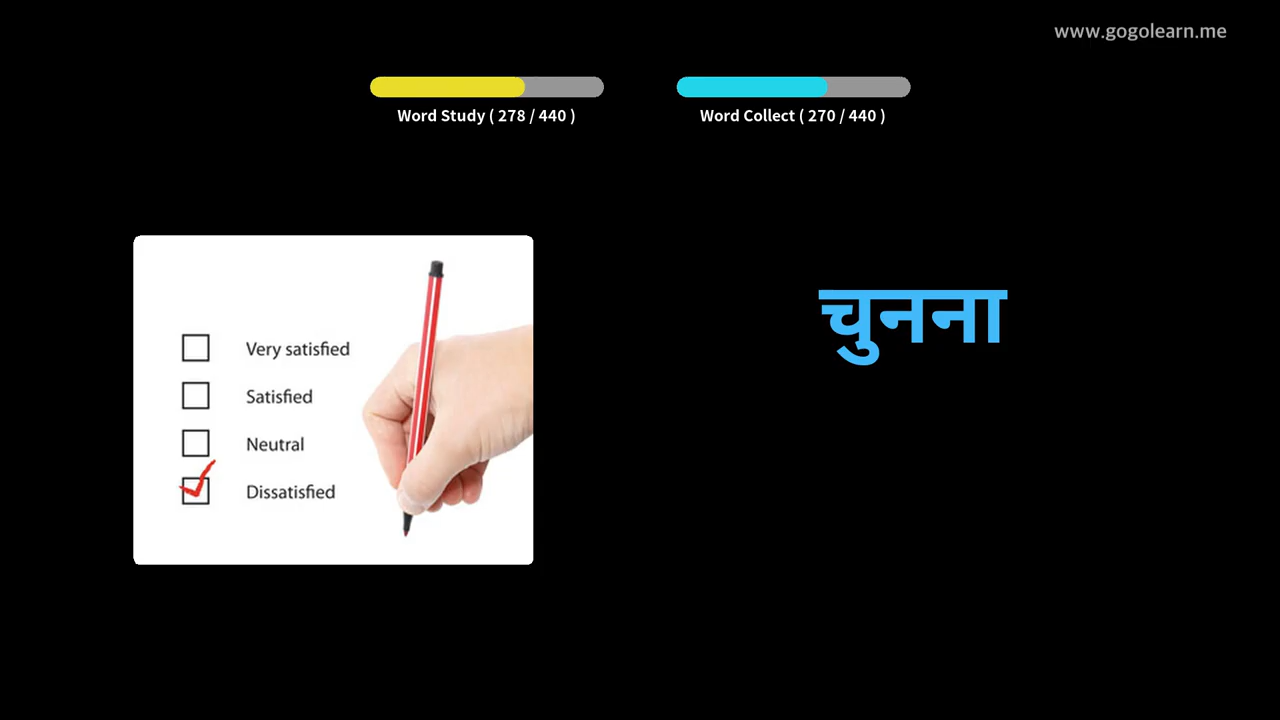 www.gogolearn.me
Word Study ( 278 / 440 )
Word Collect ( 270 / 440 )
चुनना
Very satisfied
Satisfied
Neutral
Dissatisfied